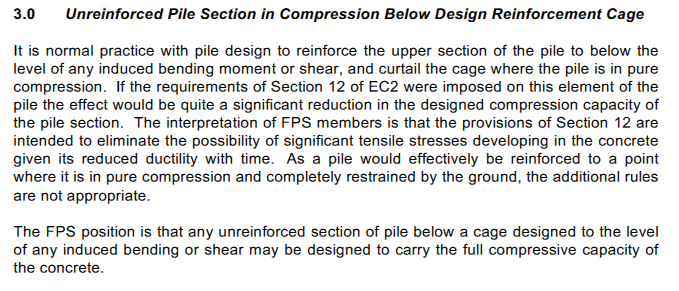 3.0 Unreinforced Pile Section in Compression Below Design Reinforcement Cage
It is normal practice with pile design to reinforce the upper section of the pile to below the
level of any induced bending moment or shear, and curtail the cage where the pile is in pure
compression. If the requirements of Section 12 of EC2 were imposed on this element of the
pile the effect would be quite a significant reduction in the designed compression capacity of
the pile section. The interpretation of FPS members is that the provisions of Section 12 are
intended to eliminate the possibility of significant tensile stresses developing in the concrete
given its reduced ductility with time. As a pile would effectively be reinforced to a point
where it is in pure compression and completely restrained by the ground, the additional rules
are not appropriate.
The FPS position is that any unreinforced section of pile below a cage designed to the level
of any induced bending or shear may be designed to carry the full compressive capacity of
the concrete.